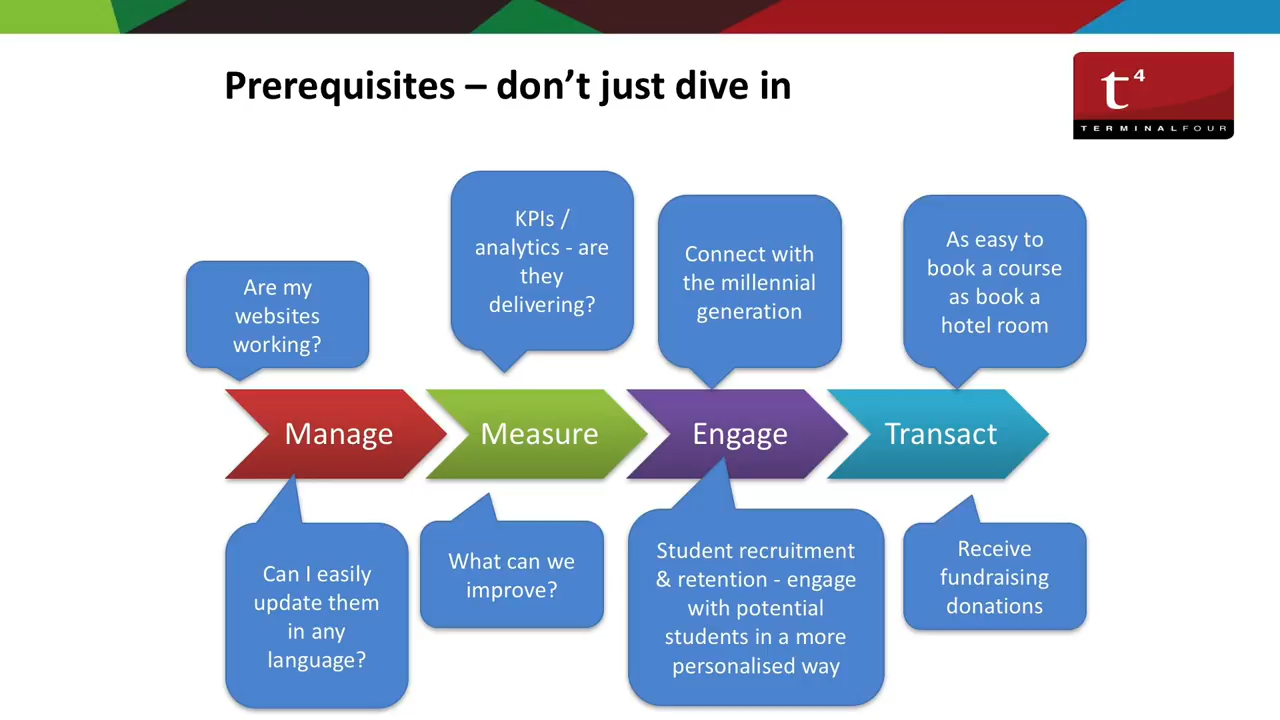 Prerequisites – don’t just dive in
t4
TERMINALFOUR
Are my
websites
working?
KPIs /
analytics - are
they
delivering?
Connect with
the millennial
generation
As easy to
book a course
as book a
hotel room
Manage
Measure
Engage
Transact
Can I easily
update them
in any
language?
What can we
improve?
Student recruitment
& retention - engage
with potential
students in a more
personalised way
Receive
fundraising
donations